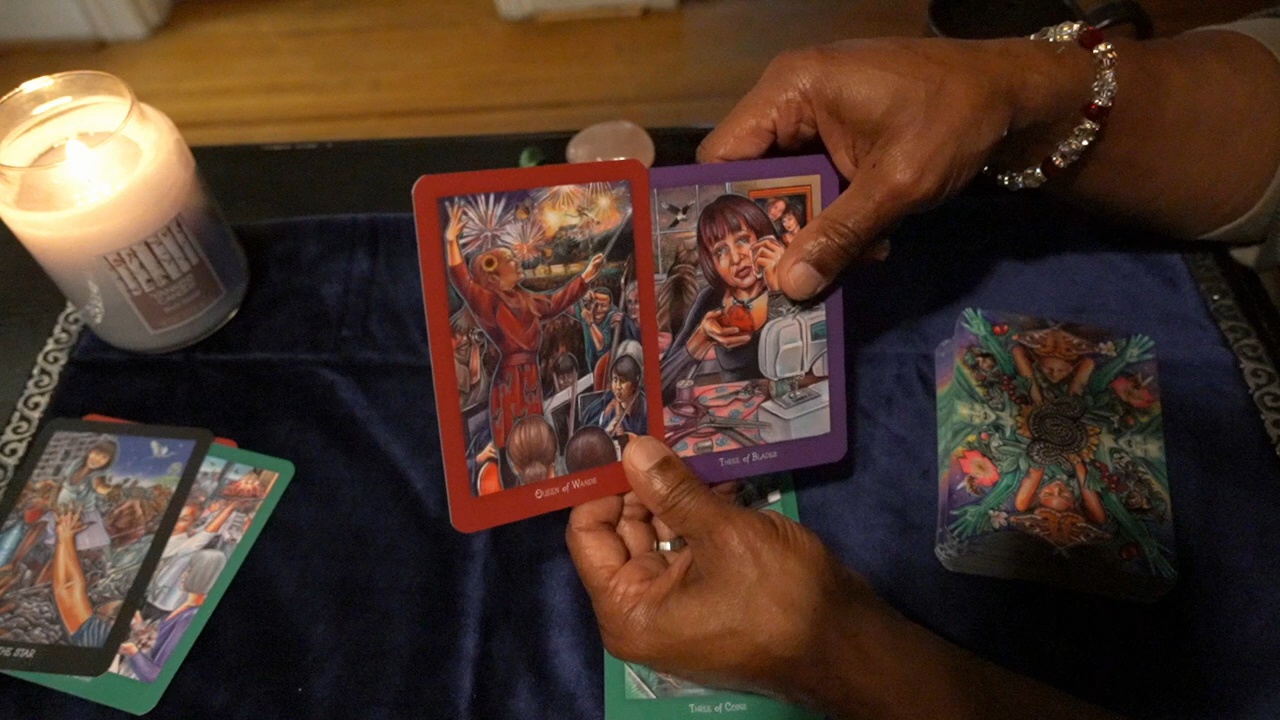 QUEEN of WANDS
THREE of BLADES
THE STAR
THREE of COINS